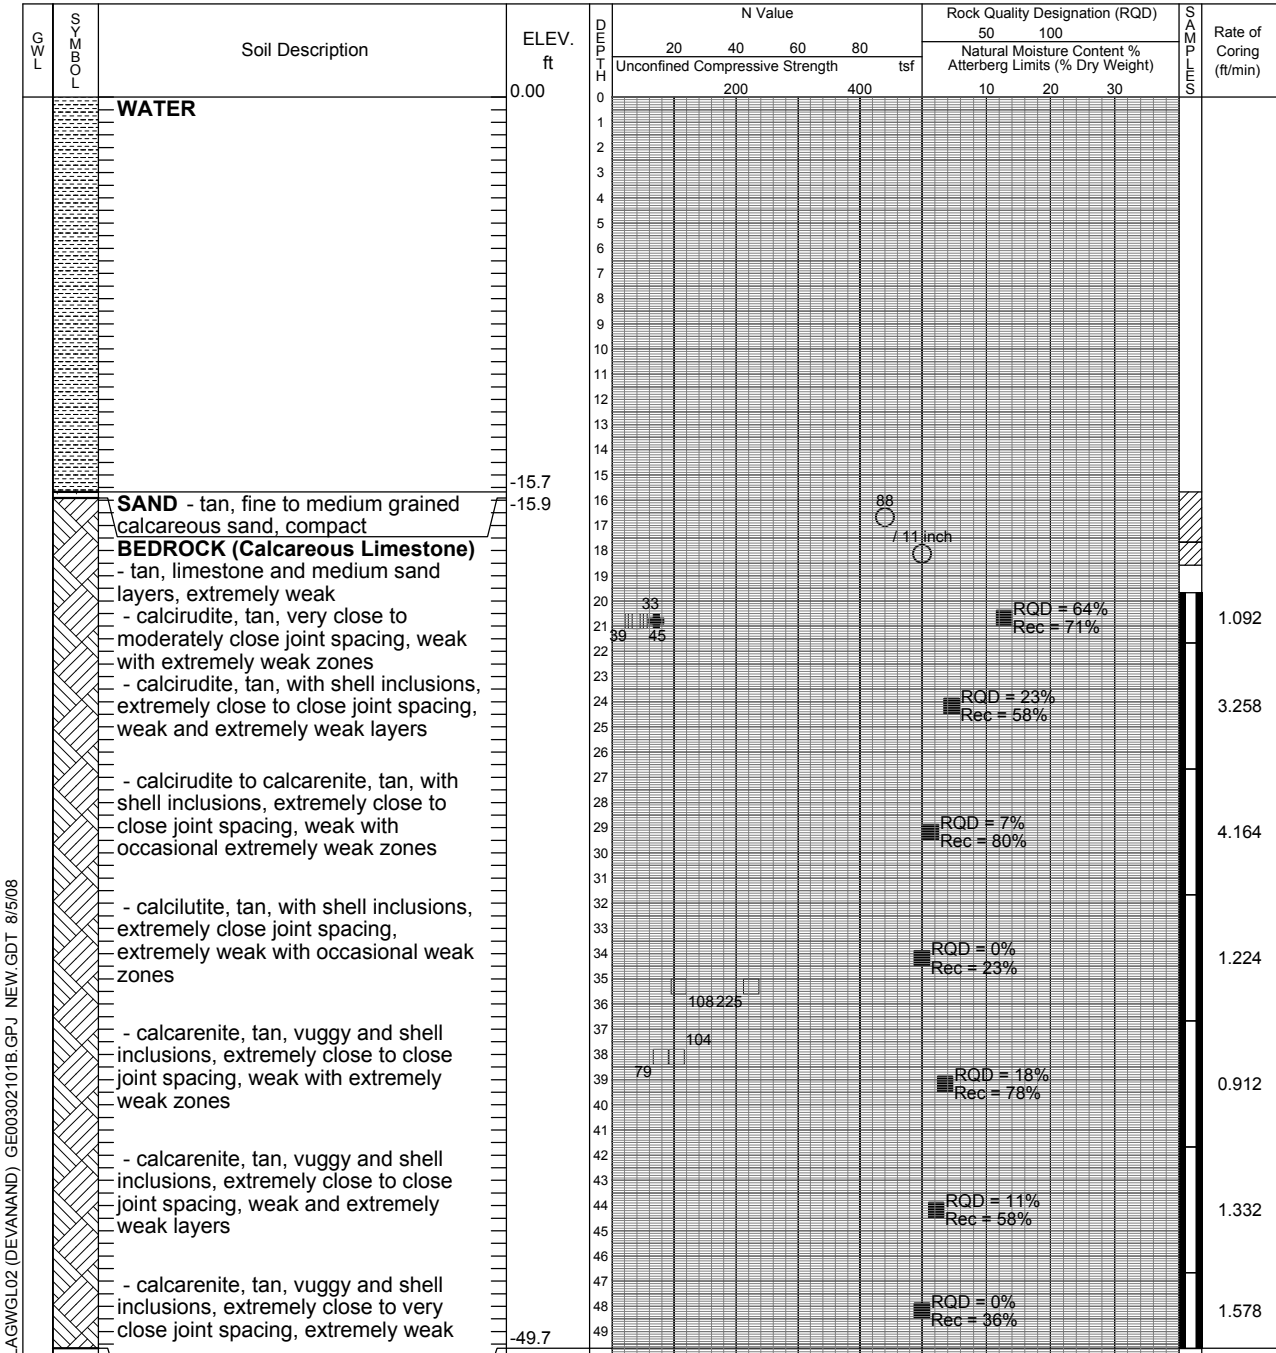 GWL
SYMBOL
Soil Description
ELEV.
ft
0.00
DEPTH
N Value
20 40 60 80
Unconfined Compressive Strength tsf
200 400
Rock Quality Designation (RQD)
50 100
Natural Moisture Content %
Atterberg Limits (% Dry Weight)
10 20 30
SAMPLES
Rate of
Coring
(ft/min)
0
WATER
1
2
3
4
5
6
7
8
9
10
11
12
13
14
15
-15.7
SAND - tan, fine to medium grained
calcareous sand, compact
-15.9
16
88
17
/ 11 inch
BEDROCK (Calcareous Limestone)
- tan, limestone and medium sand
layers, extremely weak
18
19
- calcirudite, tan, very close to
moderately close joint spacing, weak
with extremely weak zones
20
33
21
39 45
RQD = 64%
Rec = 71%
1.092
22
23
- calcirudite, tan, with shell inclusions,
extremely close to close joint spacing,
weak and extremely weak layers
24
RQD = 23%
Rec = 58%
3.258
25
26
27
- calcirudite to calcarenite, tan, with
shell inclusions, extremely close to
close joint spacing, weak with
occasional extremely weak zones
28
29
RQD = 7%
Rec = 80%
4.164
30
31
32
- calcilutite, tan, with shell inclusions,
extremely close joint spacing,
extremely weak with occasional weak
zones
33
34
RQD = 0%
Rec = 23%
1.224
35
36
108 225
37
- calcarenite, tan, vuggy and shell
inclusions, extremely close to close
joint spacing, weak with extremely
weak zones
104
38
79
39
RQD = 18%
Rec = 78%
0.912
40
41
42
- calcarenite, tan, vuggy and shell
inclusions, extremely close to close
joint spacing, weak and extremely
weak layers
43
44
RQD = 11%
Rec = 58%
1.332
45
46
47
- calcarenite, tan, vuggy and shell
inclusions, extremely close to very
close joint spacing, extremely weak
48
RQD = 0%
Rec = 36%
1.578
49
-49.7
AGWGL02 (DEVANAND) GE00302101B.GPJ NEW.GDT 8/5/08